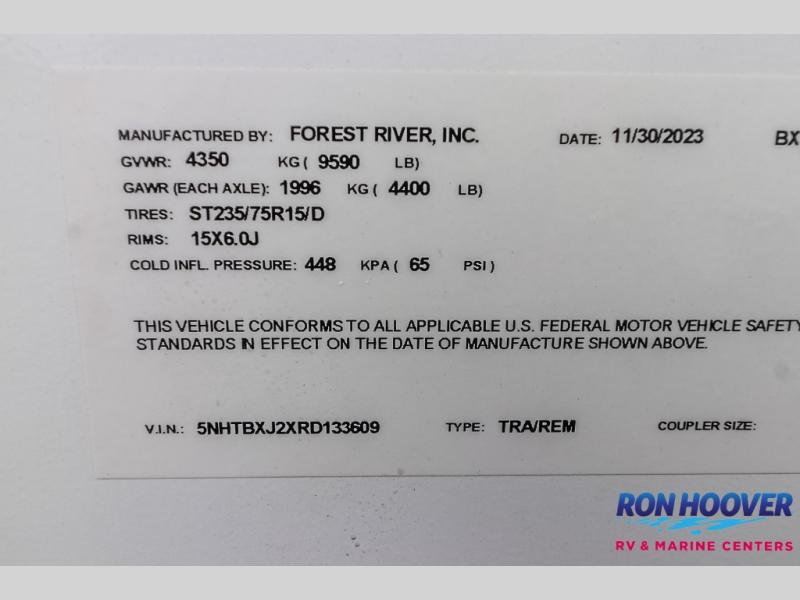 MANUFACTURED BY: FOREST RIVER, INC. DATE: 11/30/2023 BX
GVWR: 4350 KG ( 9590 LB)
GAWR (EACH AXLE): 1996 KG ( 4400 LB)
TIRES: ST235/75R15/D
RIMS: 15X6.0J
COLD INFL. PRESSURE: 448 KPA ( 65 PSI )
THIS VEHICLE CONFORMS TO ALL APPLICABLE U.S. FEDERAL MOTOR VEHICLE SAFETY
STANDARDS IN EFFECT ON THE DATE OF MANUFACTURE SHOWN ABOVE.
V.I.N.: 5NHTBXJ2XRD133609 TYPE: TRA/REM COUPLER SIZE:
RON HOOVER
RV & MARINE CENTERS